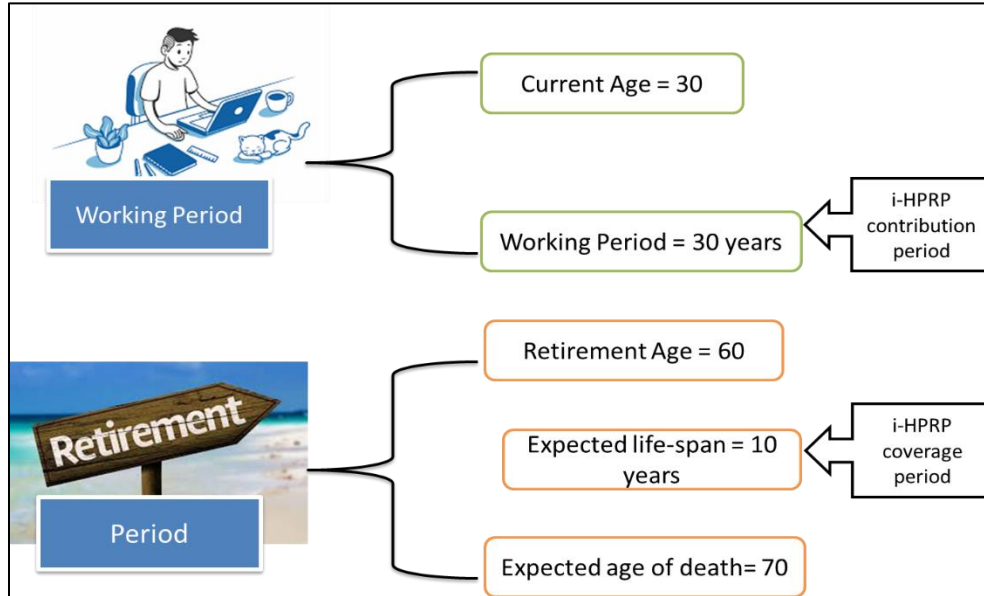 Current Age = 30
Working Period
Working Period = 30 years
i-HPRP
contribution
period
Retirement Age = 60
Retirement
Expected life-span = 10
years
i-HPRP
coverage
period
Period
Expected age of death= 70